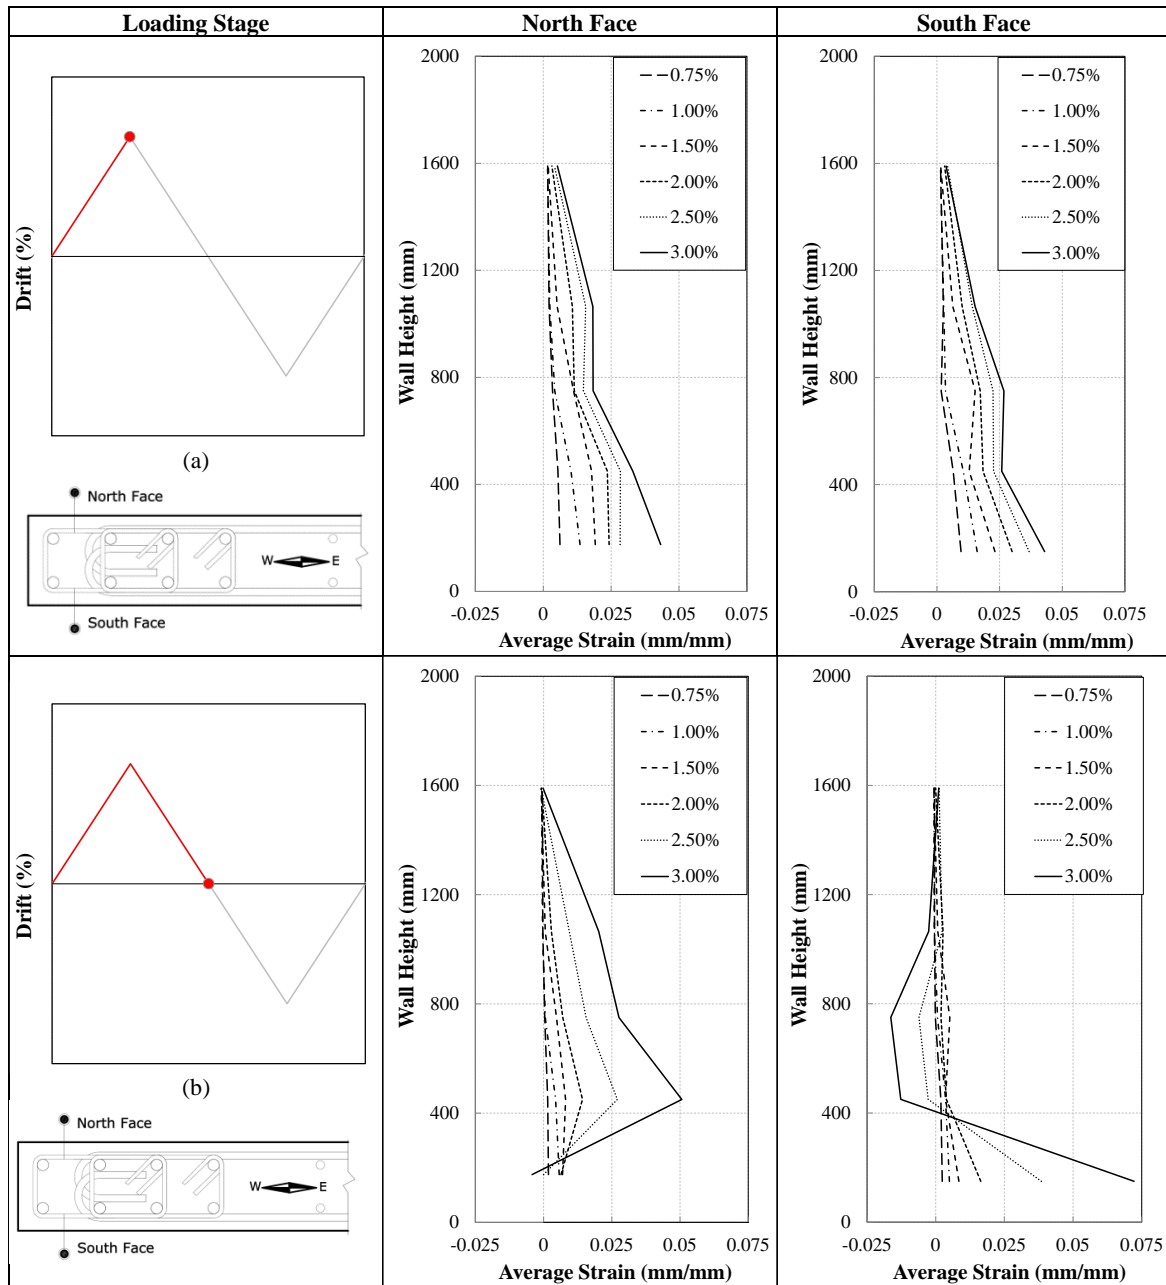 Loading Stage
North Face
South Face
Drift (%)
(a)
North Face
W E
South Face
Wall Height (mm)
2000
1600
1200
800
400
0
-0.025 0 0.025 0.05 0.075
Average Strain (mm/mm)
0.75%
1.00%
1.50%
2.00%
2.50%
3.00%
Wall Height (mm)
2000
1600
1200
800
400
0
-0.025 0 0.025 0.05 0.075
Average Strain (mm/mm)
0.75%
1.00%
1.50%
2.00%
2.50%
3.00%
Drift (%)
(b)
North Face
W E
South Face
Wall Height (mm)
2000
1600
1200
800
400
0
-0.025 0 0.025 0.05 0.075
Average Strain (mm/mm)
0.75%
1.00%
1.50%
2.00%
2.50%
3.00%
Wall Height (mm)
2000
1600
1200
800
400
0
-0.025 0 0.025 0.05 0.075
Average Strain (mm/mm)
0.75%
1.00%
1.50%
2.00%
2.50%
3.00%